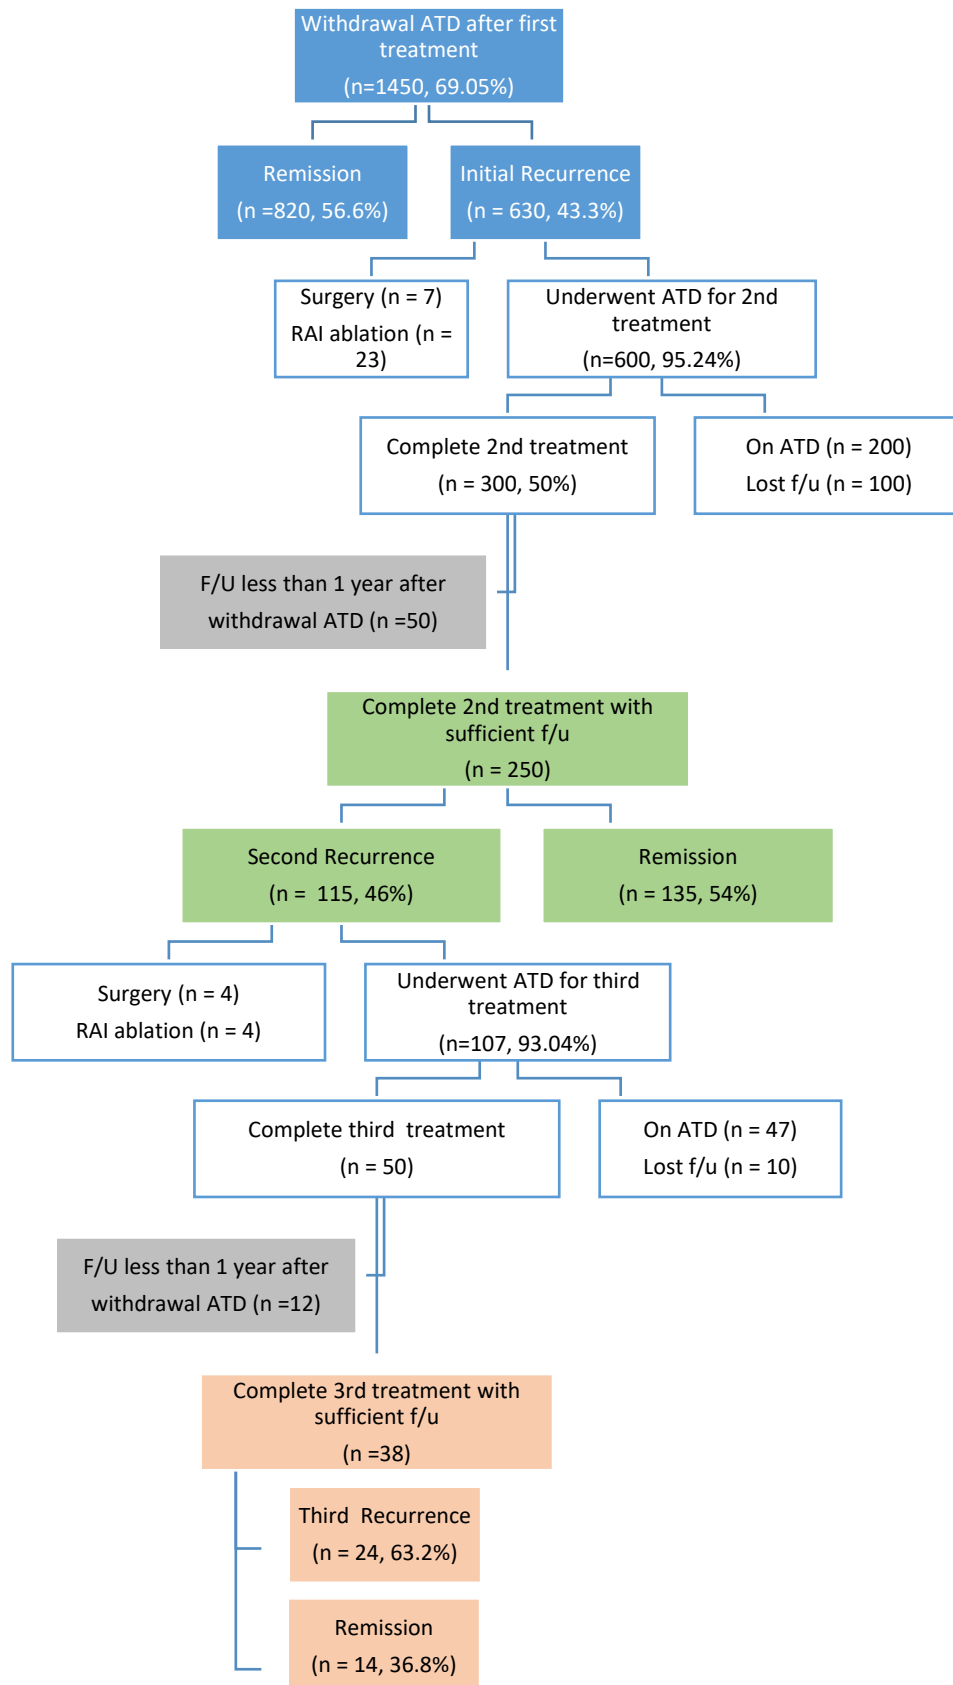 Withdrawal ATD after first
treatment
(n=1450, 69.05%)
Remission
(n =820, 56.6%)
Initial Recurrence
(n = 630, 43.3%)
Surgery (n = 7)
RAI ablation (n =
23)
Underwent ATD for 2nd
treatment
(n=600, 95.24%)
Complete 2nd treatment
(n = 300, 50%)
On ATD (n = 200)
Lost f/u (n = 100)
F/U less than 1 year after
withdrawal ATD (n =50)
Complete 2nd treatment with
sufficient f/u
(n = 250)
Second Recurrence
(n =  115, 46%)
Remission
(n = 135, 54%)
Surgery (n = 4)
RAI ablation (n = 4)
Underwent ATD for third
treatment
(n=107, 93.04%)
Complete third  treatment
(n = 50)
On ATD (n = 47)
Lost f/u (n = 10)
F/U less than 1 year after
withdrawal ATD (n =12)
Complete 3rd treatment with
sufficient f/u
(n =38)
Third  Recurrence
(n = 24, 63.2%)
Remission
(n = 14, 36.8%)